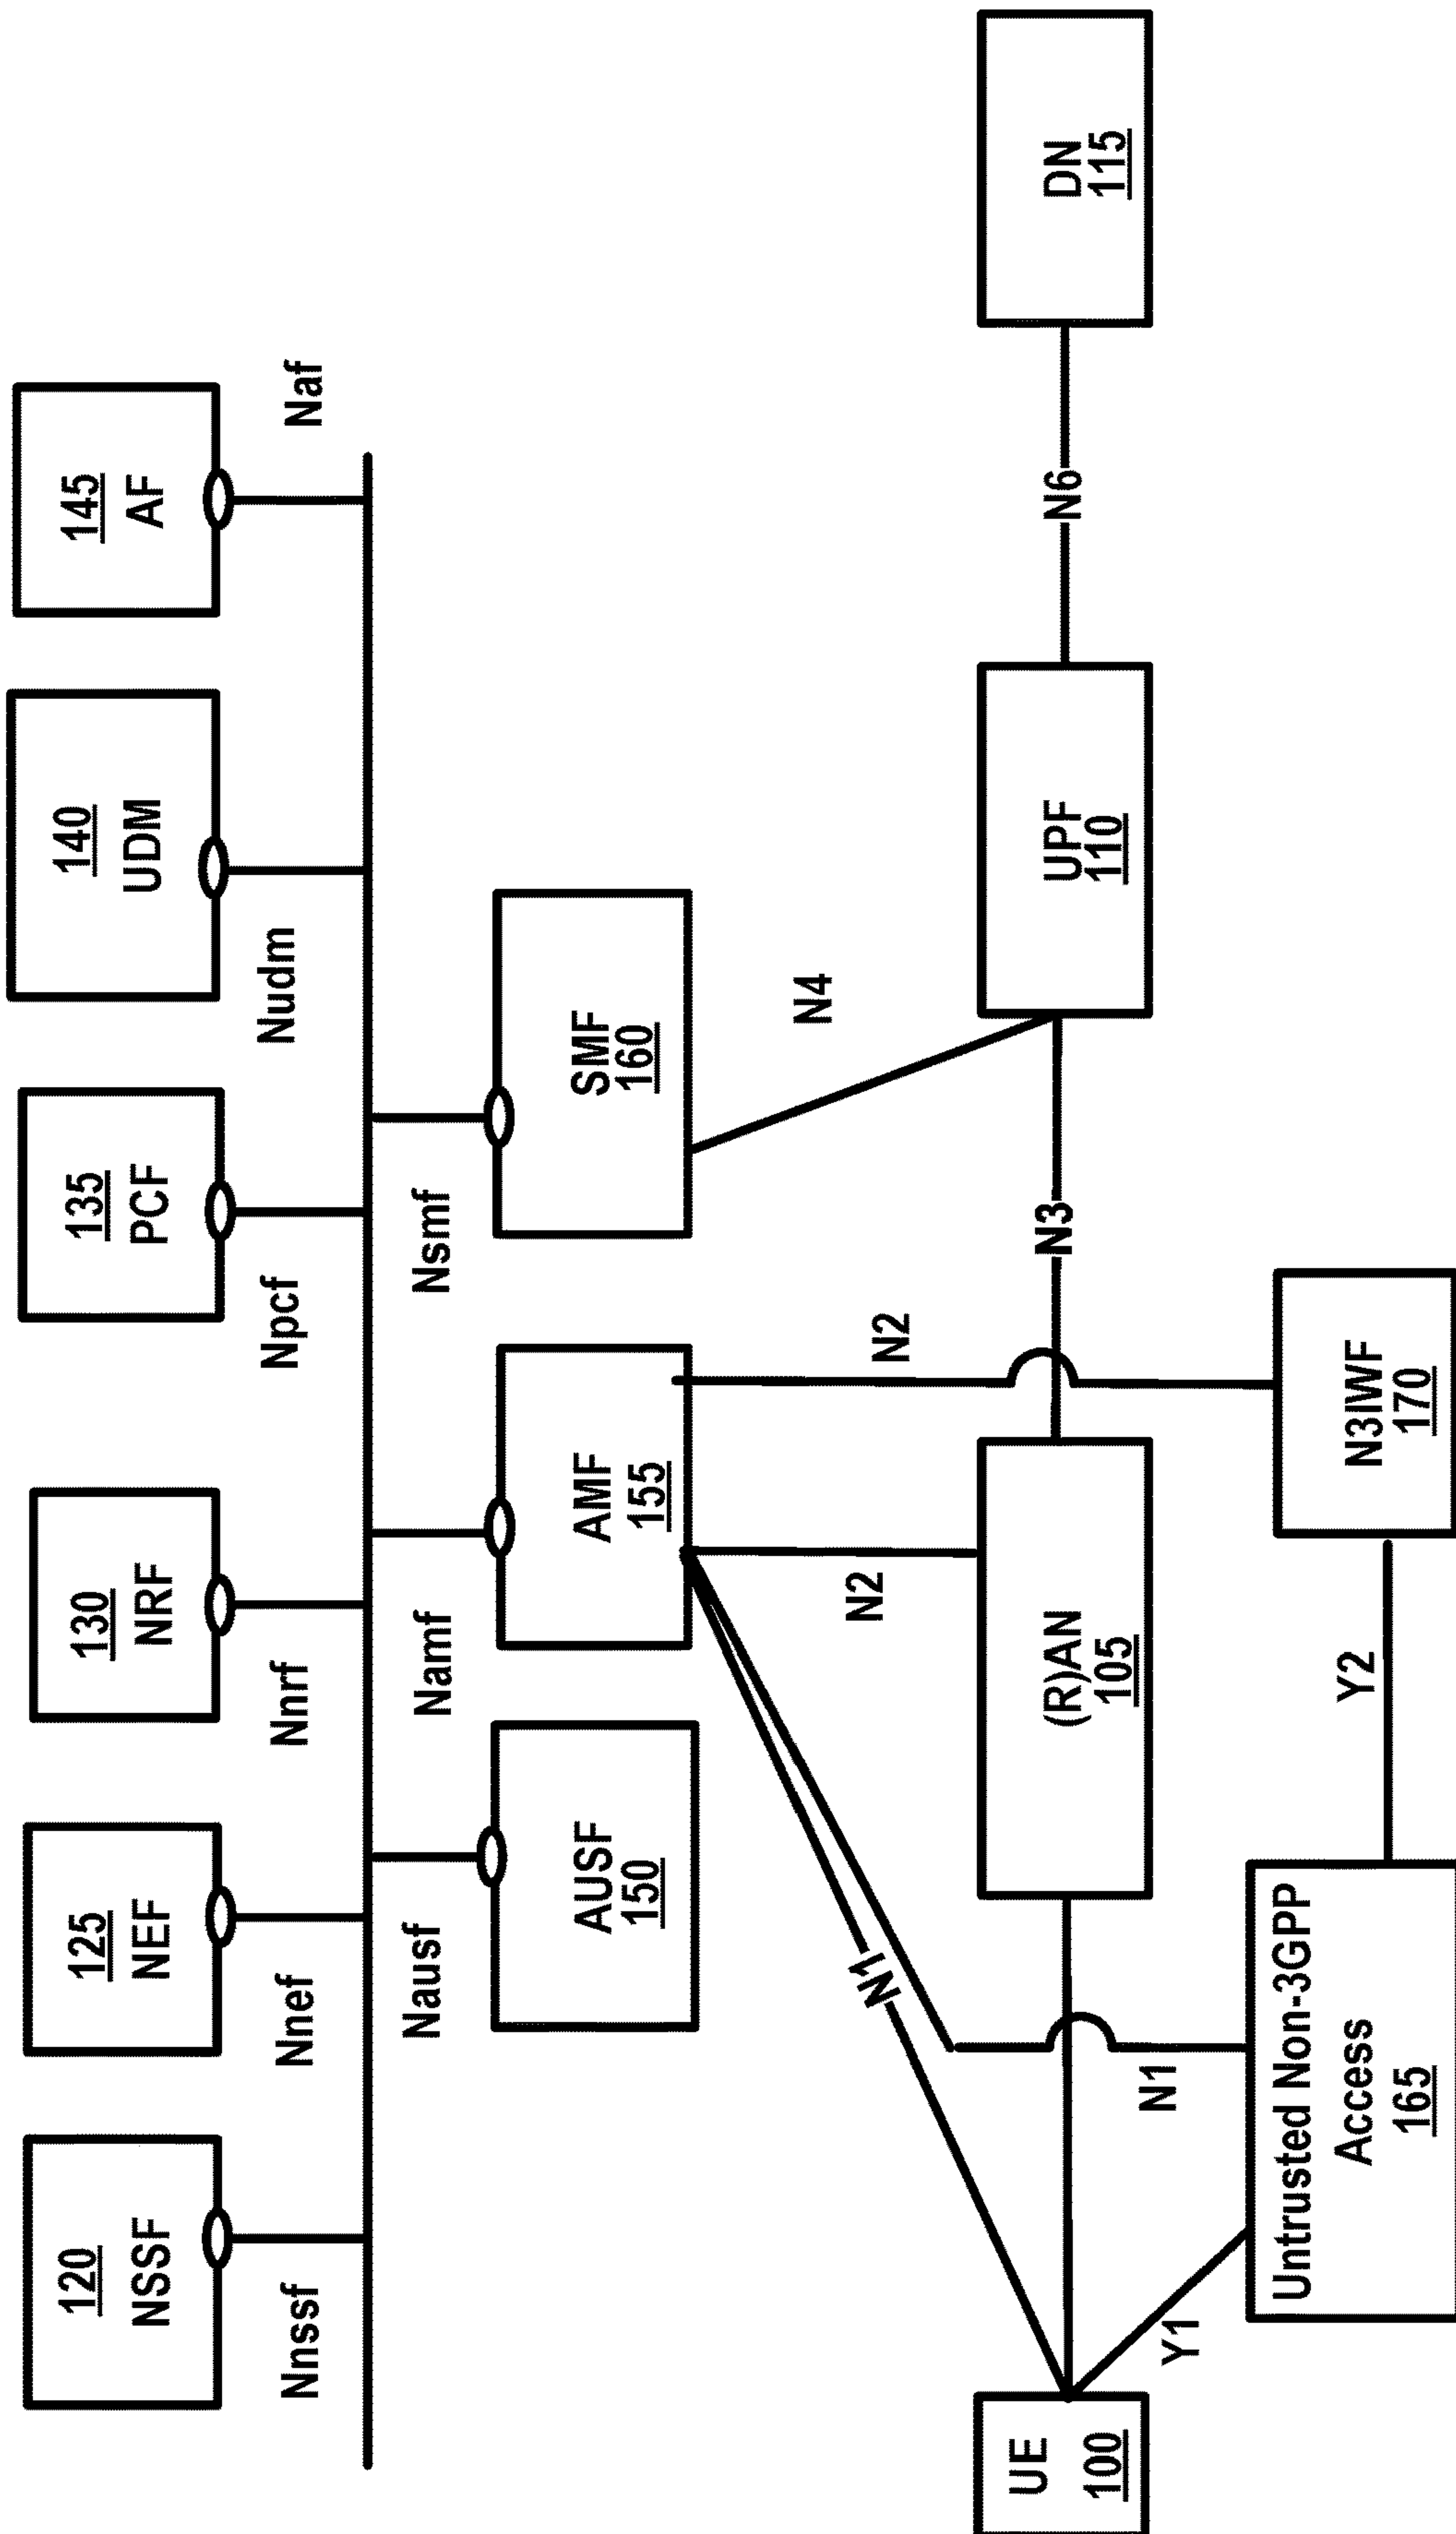 120
NSSF
125
NEF
130
NRF
135
PCF
140
UDM
145
AF
Nnssf
Nnef
Nnrf
Npcf
Nudm
Naf
Nausf
Namf
Nsmf
AUSF
150
AMF
155
SMF
160
N1
N2
N2
N4
UE
100
(R)AN
105
N3
UPF
110
N6
DN
115
Y1
N1
Untrusted Non-3GPP
Access
165
Y2
N3IWF
170